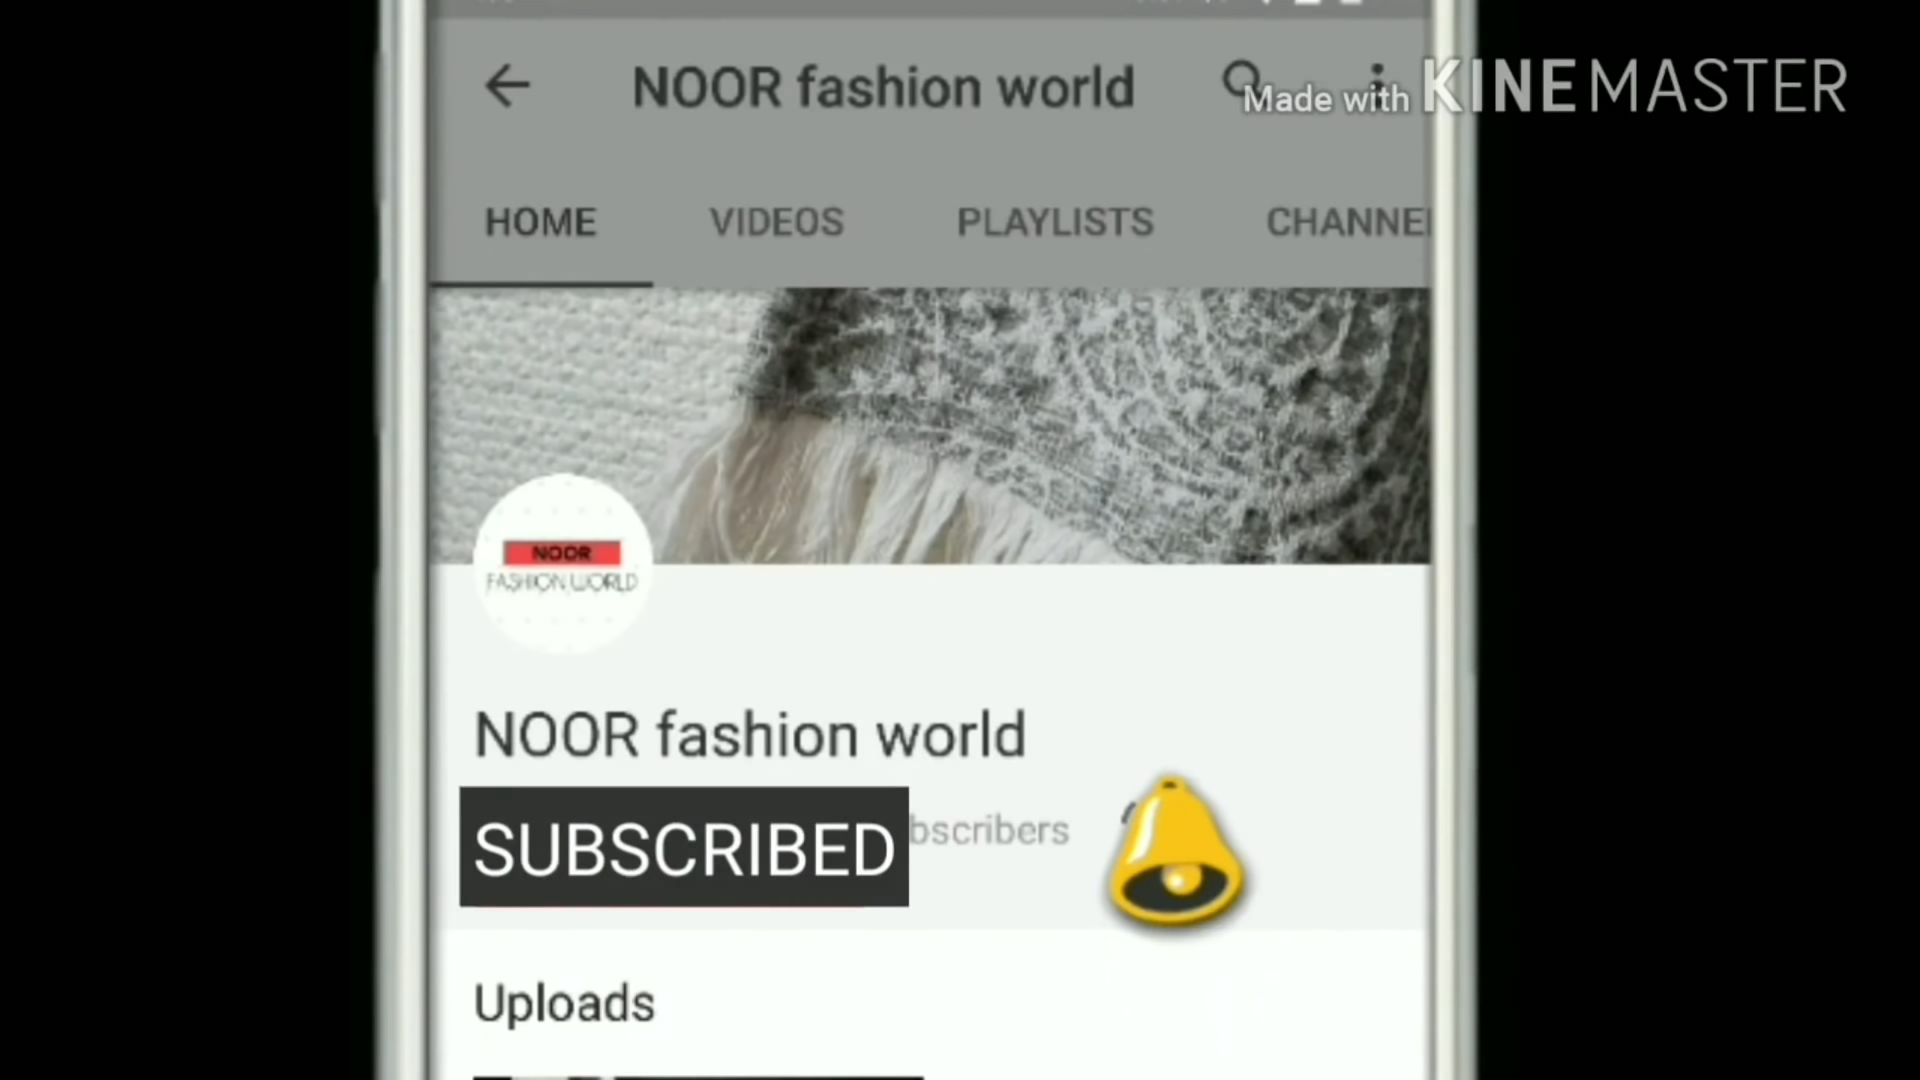 NOOR fashion world
Made with KINEMASTER
HOME VIDEOS PLAYLISTS CHANNE
NOOR
FASHION WORLD
NOOR fashion world
SUBSCRIBED
bscribers
Uploads